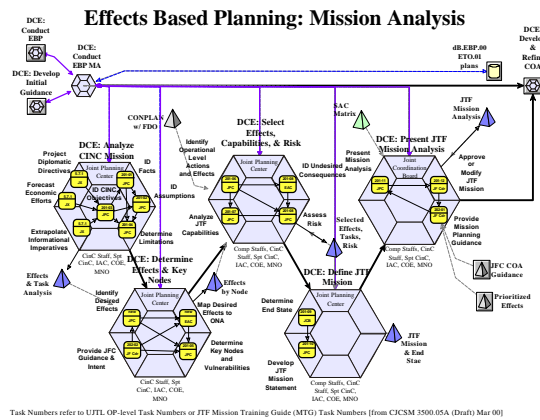 Effects Based Planning: Mission Analysis
DCE:
Conduct
EBP
DCE:
Conduct
EBP MA
DCE: Develop
Initial
Guidance
dB.EBP.00
ETO.01
plans
DCE:
Develo
& Refin
COA
CONPLAN
w/ FDO
SAC
Matrix
JTF
Mission
Analysis
DCE: Analyze
CINC Mission
Joint Planning
Center
Project
Diplomatic
Directives
Forecast
Economic
Efforts
Extrapolate
Informational
Imperatives
ID
Facts
ID
Assumptions
ID CINC
Objectives
Determine
Limitations
CinC Staff, Spt
CinC, IAC, COE,
MNO
Effects
& Task
Analysis
DCE: Select
Effects,
Capabilities, & Risk
Joint Planning
Center
Identify
Operational
Level
Actions
and Effects
ID Undesired
Consequences
Analyze
JTF
Capabilities
Assess
Risk
Comp Staffs, CinC
Staff, Spt CinC,
IAC, COE, MNO
Selected
Effects,
Tasks,
Risk
DCE: Present JTF
Mission Analysis
Joint
Coordination
Board
Present
Mission
Analysis
Approve
or
Modify
JTF
Mission
Provide
Mission
Planning
Guidance
Comp Staffs, CinC
Staff, Spt CinC,
IAC, COE, MNO
JFC COA
Guidance
Prioritized
Effects
DCE: Determine
Effects & Key
Nodes
Joint Planning
Center
Identify
Desired
Effects
Map Desired
Effects to
ONA
Provide JFC
Guidance
& Intent
Determine
Key Nodes
and
Vulnerabilities
CinC Staff, Spt
CinC, IAC, COE,
MNO
Effects
by Node
DCE: Define JTF
Mission
Joint Planning
Center
Determine
End State
Develop
JTF
Mission
Statement
Comp Staffs, CinC
Staff, Spt CinC,
IAC, COE, MNO
JTF
Mission
& End
Stae
Task Numbers refer to UJTL OP-level Task Numbers or JTF Mission Training Guide (MTG) Task Numbers [from CJCSM 3500.05A (Draft) Mar 00]